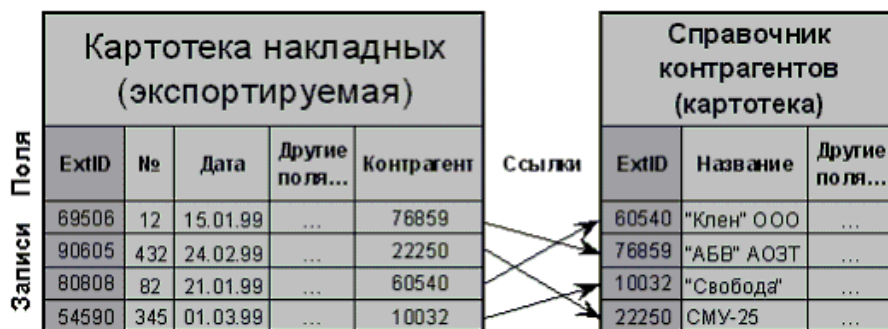 Картотека накладных
(экспортируемая)
Справочник
контрагентов
(картотека)
Поля
Записи
ExtID № Дата Другие поля... Контрагент
69506 12 15.01.99 ... 76859
90605 432 24.02.99 ... 22250
80808 82 21.01.99 ... 60540
54590 345 01.03.99 ... 10032
Ссылки
ExtID Название Другие поля...
60540 "Клен" ООО ...
76859 "АБВ" АОЗТ ...
10032 "Свобода" ...
22250 СМУ-25 ...